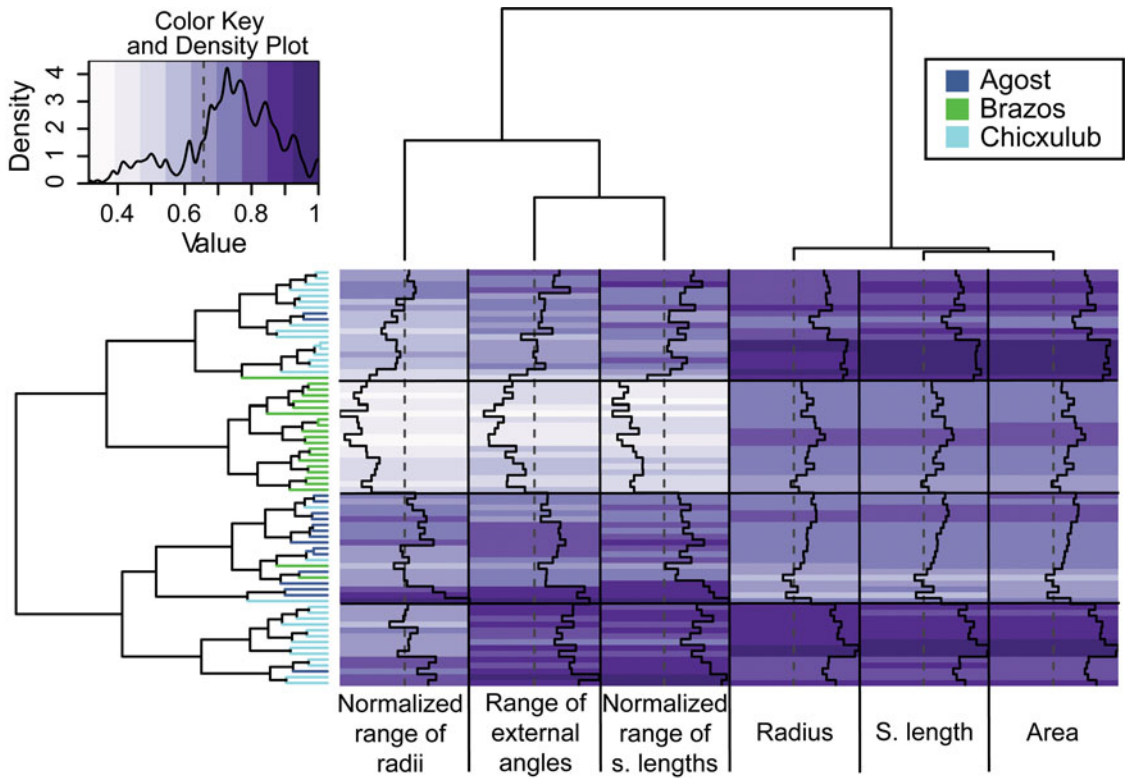 Color Key
and Density Plot
Density
0 1 2 3 4
0.4 0.6 0.8 1
Value
Agost
Brazos
Chicxulub
Normalized
range of
radii
Range of
external
angles
Normalized
range of
s. lengths
Radius
S. length
Area